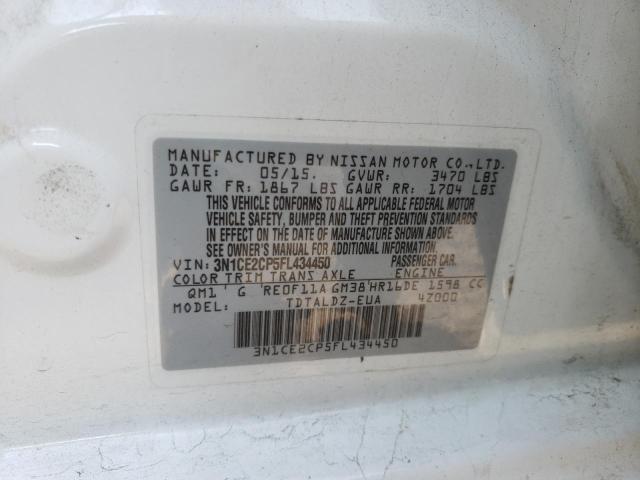 MANUFACTURED BY NISSAN MOTOR CO.,LTD.
DATE: 05/15. GVWR: 3470 LBS
GAWR FR: 1867 LBS GAWR RR: 1704 LBS
THIS VEHICLE CONFORMS TO ALL APPLICABLE FEDERAL MOTOR
VEHICLE SAFETY, BUMPER AND THEFT PREVENTION STANDARDS
IN EFFECT ON THE DATE OF MANUFACTURE SHOWN ABOVE.
SEE OWNER'S MANUAL FOR ADDITIONAL INFORMATION.
VIN: 3N1CE2CP5FL434450 PASSENGER CAR.
COLOR TRIM TRANS AXLE ENGINE
QM1 ' G 'RE0F11A GM38'HR16DE 1598 CC
MODEL: TDTALDZ-EUA 4Z000
3N1CE2CP5FL434450